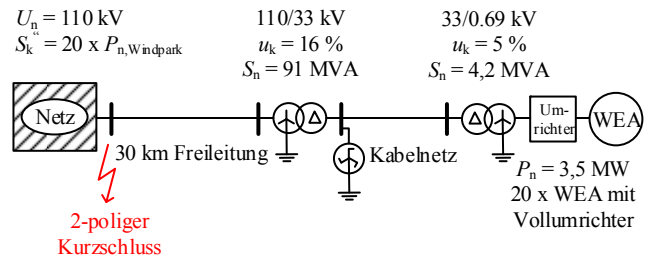 Un = 110 kV
Sk“ = 20 x Pn,Windpark
110/33 kV
uk = 16 %
Sn = 91 MVA
33/0.69 kV
uk = 5 %
Sn = 4,2 MVA
Netz
30 km Freileitung
Kabelnetz
Um-
richter
WEA
2-poliger
Kurzschluss
Pn = 3,5 MW
20 x WEA mit
Vollumrichter